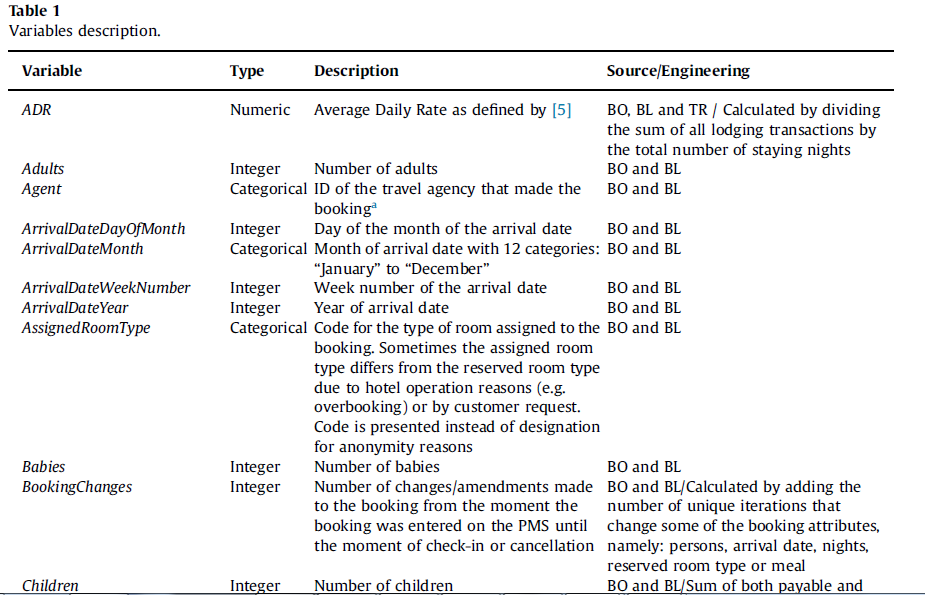 Table 1
Variables description.
Variable Type Description Source/Engineering
ADR Numeric Average Daily Rate as defined by [5] BO, BL and TR / Calculated by dividing
the sum of all lodging transactions by
the total number of staying nights
Adults Integer Number of adults BO and BL
Agent Categorical ID of the travel agency that made the BO and BL
bookingᵃ
ArrivalDateDayOfMonth Integer Day of the month of the arrival date BO and BL
ArrivalDateMonth Categorical Month of arrival date with 12 categories: BO and BL
“January” to “December”
ArrivalDateWeekNumber Integer Week number of the arrival date BO and BL
ArrivalDateYear Integer Year of arrival date BO and BL
AssignedRoomType Categorical Code for the type of room assigned to the BO and BL
booking. Sometimes the assigned room
type differs from the reserved room type
due to hotel operation reasons (e.g.
overbooking) or by customer request.
Code is presented instead of designation
for anonymity reasons
Babies Integer Number of babies BO and BL
BookingChanges Integer Number of changes/amendments made BO and BL/Calculated by adding the
to the booking from the moment the number of unique iterations that
booking was entered on the PMS until change some of the booking attributes,
the moment of check-in or cancellation namely: persons, arrival date, nights,
reserved room type or meal
Children Integer Number of children BO and BL/Sum of both payable and